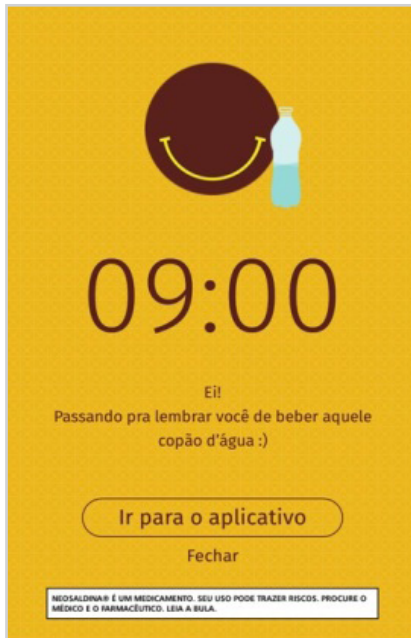 09:00
Ei!
Passando pra lembrar você de beber aquele
copão d'água :)
Ir para o aplicativo
Fechar
NEOSALDINA® É UM MEDICAMENTO. SEU USO PODE TRAZER RISCOS. PROCURE O
MÉDICO E O FARMACÊUTICO. LEIA A BULA.